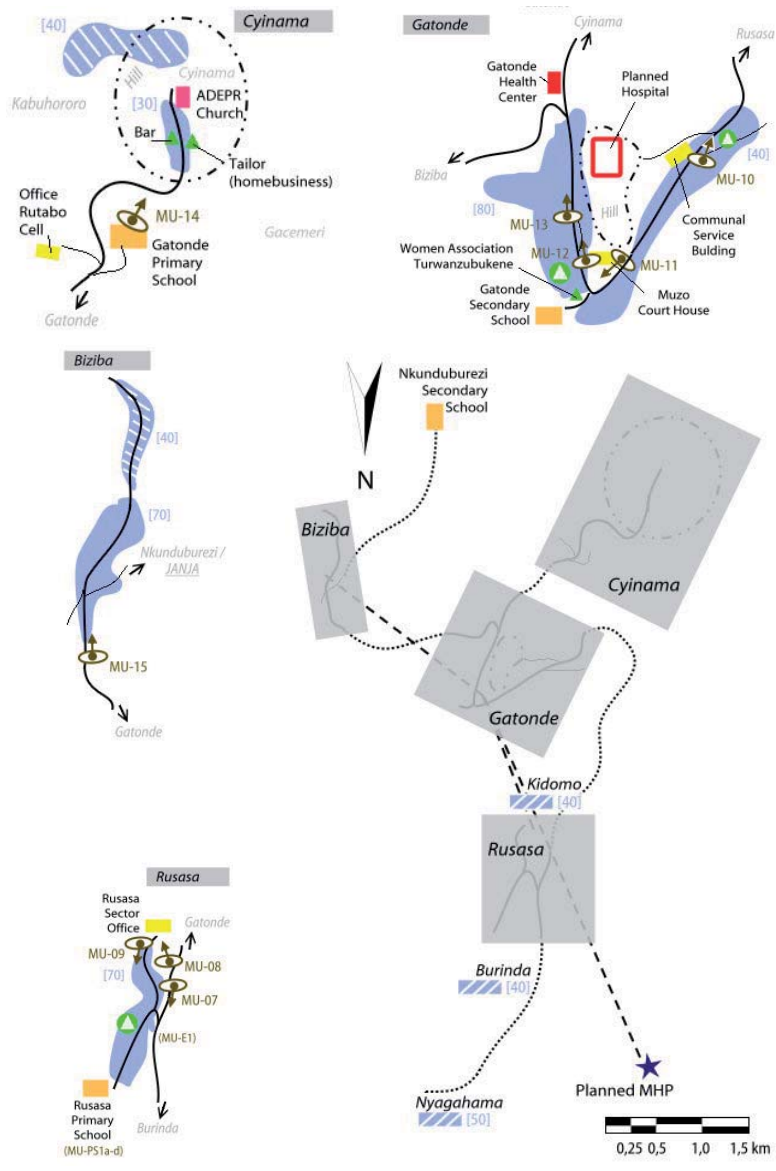 Cyinama
[40]
Hill
Cyinama
Kabuhororo
[30]
ADEPR
Church
Bar
Tailor
(homebusiness)
Office
Rutabo
Cell
MU-14
Gatonde
Primary
School
Gacemeri
Gatonde
Gatonde
Cyinama
Rusasa
Gatonde
Health
Center
Planned
Hospital
Biziba
[40]
MU-10
[80]
Hill
MU-13
Communal
Service
Bulding
Women Association
Turwanzubukene
MU-12
MU-11
Gatonde
Secondary
School
Muzo
Court House
Biziba
[40]
[70]
Nkunduburezi /
JANJA
MU-15
Gatonde
Nkunduburezi
Secondary
School
N
Biziba
Cyinama
Gatonde
Kidomo
[40]
Rusasa
Burinda
[40]
Nyagahama
[50]
Planned MHP
0,25 0,5 1,0 1,5 km
Rusasa
Rusasa
Sector
Office
Gatonde
MU-09
MU-08
[70]
MU-07
(MU-E1)
Rusasa
Primary
School
(MU-PS1a-d)
Burinda